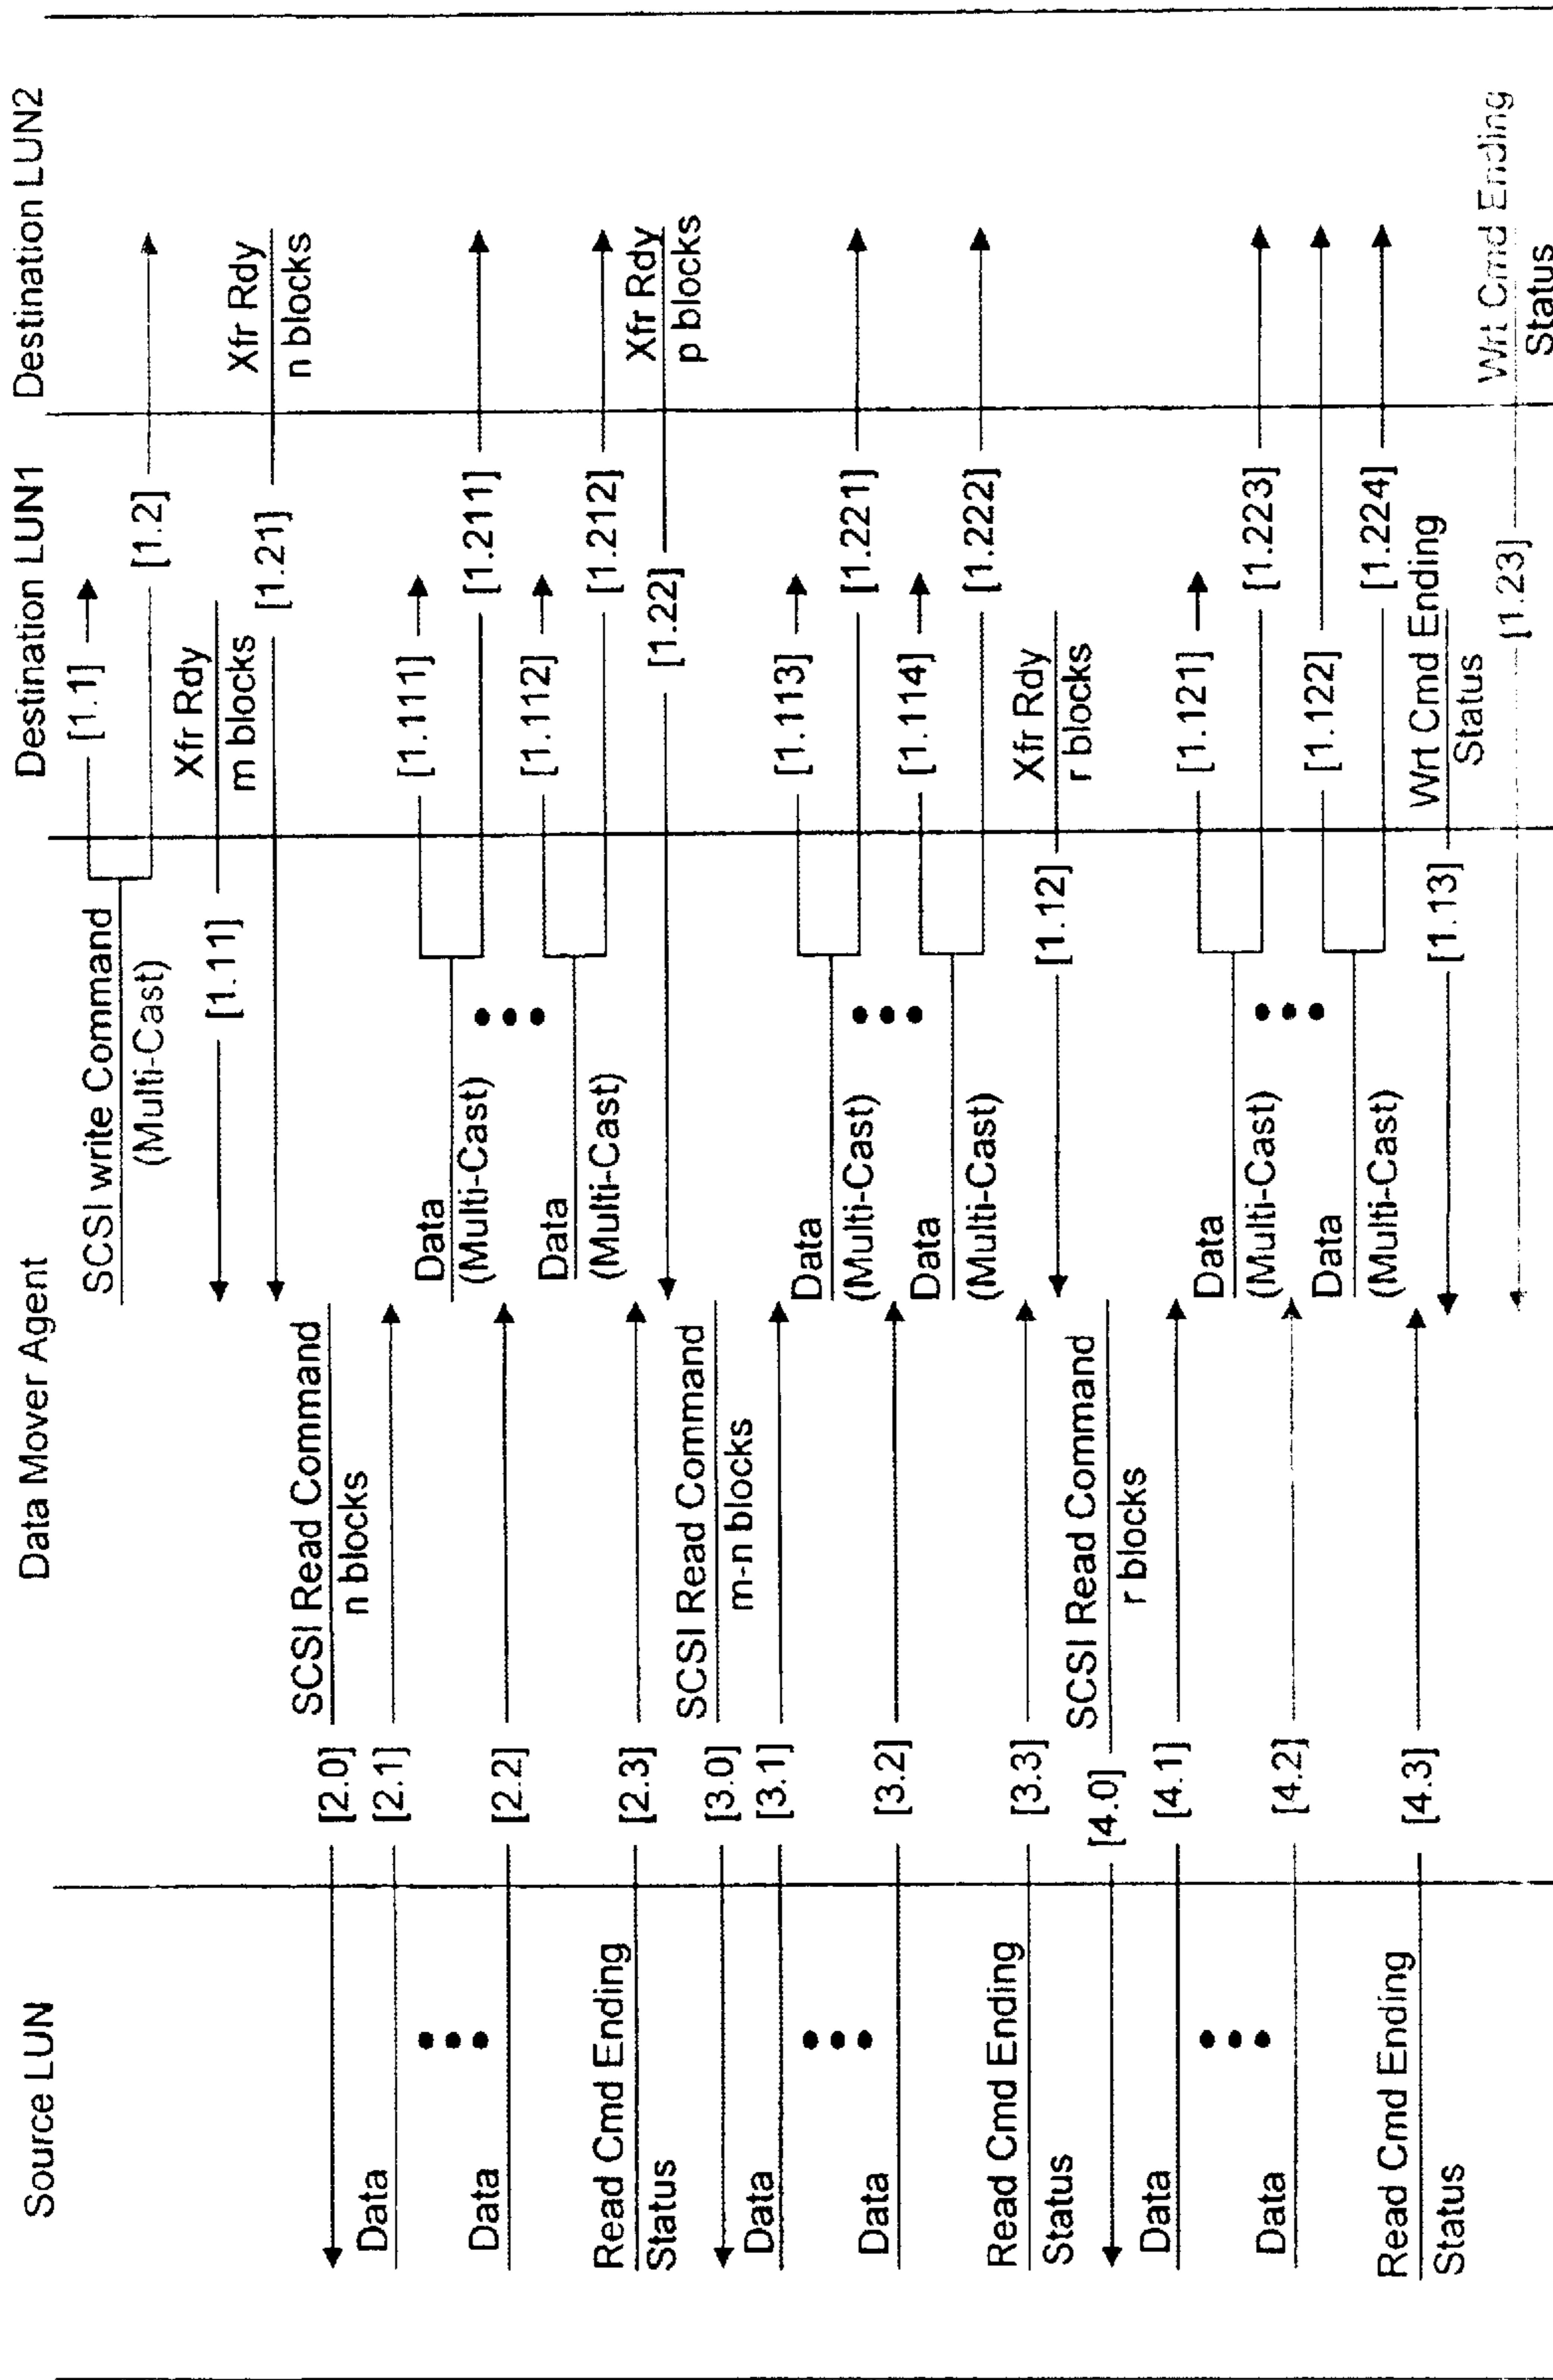 Source LUN
Data Mover Agent
Destination LUN1
Destination LUN2
SCSI write Command
(Multi-Cast)
[1.1]
[1.2]
Xfr Rdy
m blocks
[1.11]
Xfr Rdy
n blocks
[1.21]
SCSI Read Command
n blocks
[2.0]
Data
[2.1]
Data
(Multi-Cast)
[1.111]
[1.211]
Data
[2.2]
Data
(Multi-Cast)
[1.112]
[1.212]
Read Cmd Ending
Status
[2.3]
Xfr Rdy
p blocks
[1.22]
SCSI Read Command
m-n blocks
[3.0]
Data
[3.1]
Data
(Multi-Cast)
[1.113]
[1.221]
Data
[3.2]
Data
(Multi-Cast)
[1.114]
[1.222]
Read Cmd Ending
Status
[3.3]
Xfr Rdy
r blocks
[1.12]
SCSI Read Command
r blocks
[4.0]
Data
[4.1]
Data
(Multi-Cast)
[1.121]
[1.223]
Data
[4.2]
Data
(Multi-Cast)
[1.122]
[1.224]
Read Cmd Ending
Status
[4.3]
Wrt Cmd Ending
Status
[1.13]
Wrt Cmd Ending
Status
[1.23]